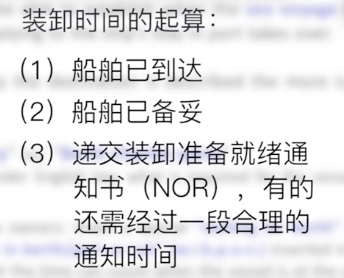 装卸时间的起算：
（1）船舶已到达
（2）船舶已备妥
（3）递交装卸准备就绪通
知书（NOR），有的
还需经过一段合理的
通知时间